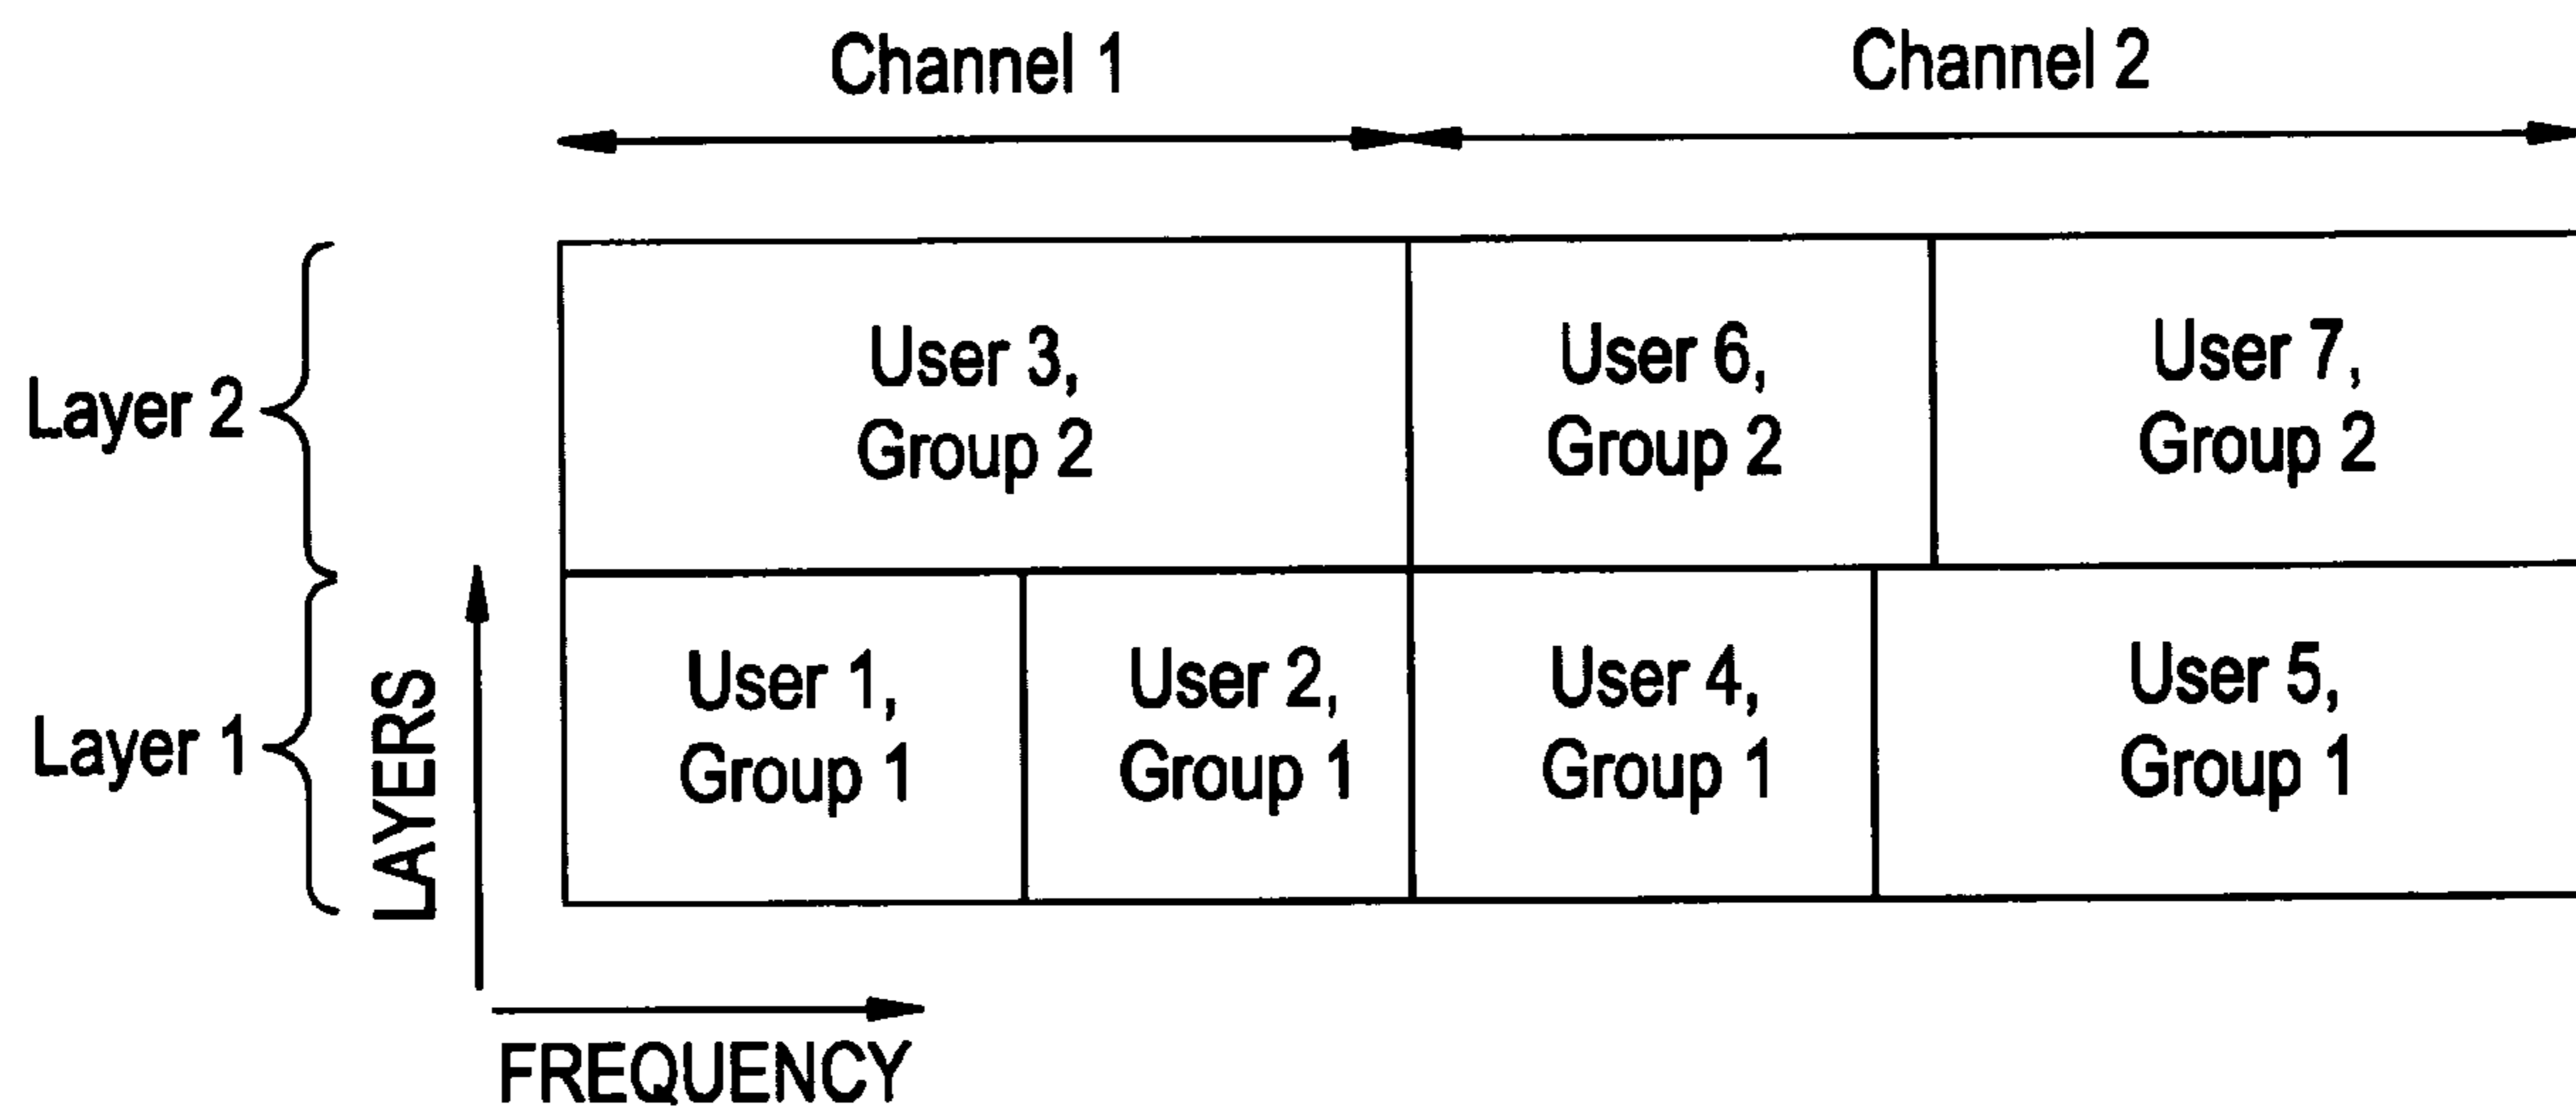 Channel 1
Channel 2
Layer 2
User 3,
Group 2
User 6,
Group 2
User 7,
Group 2
Layer 1
LAYERS
User 1,
Group 1
User 2,
Group 1
User 4,
Group 1
User 5,
Group 1
FREQUENCY